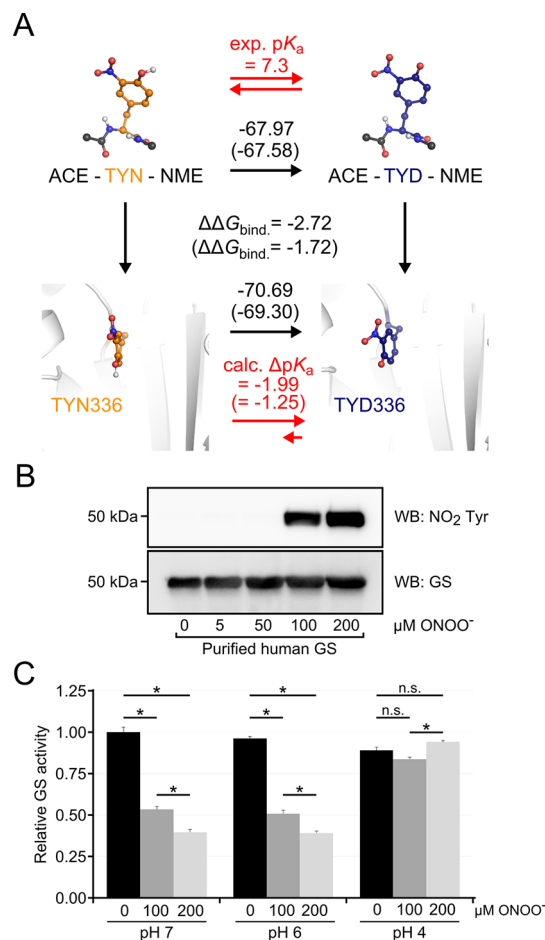 A
exp. pKa
= 7.3
-67.97
(-67.58)
ACE - TYN - NME
ACE - TYD - NME
ΔΔGbind.= -2.72
(ΔΔGbind.= -1.72)
-70.69
(-69.30)
calc. ΔpKa
= -1.99
(= -1.25)
TYN336
TYD336
B
50 kDa
WB: NO2 Tyr
50 kDa
WB: GS
0 5 50 100 200 µM ONOO-
Purified human GS
C
Relative GS activity
1.25
1.00
0.75
0.50
0.25
0.00
*
*
*
*
*
*
n.s.
n.s.
*
0 100 200 0 100 200 0 100 200 µM ONOO-
pH 7 pH 6 pH 4